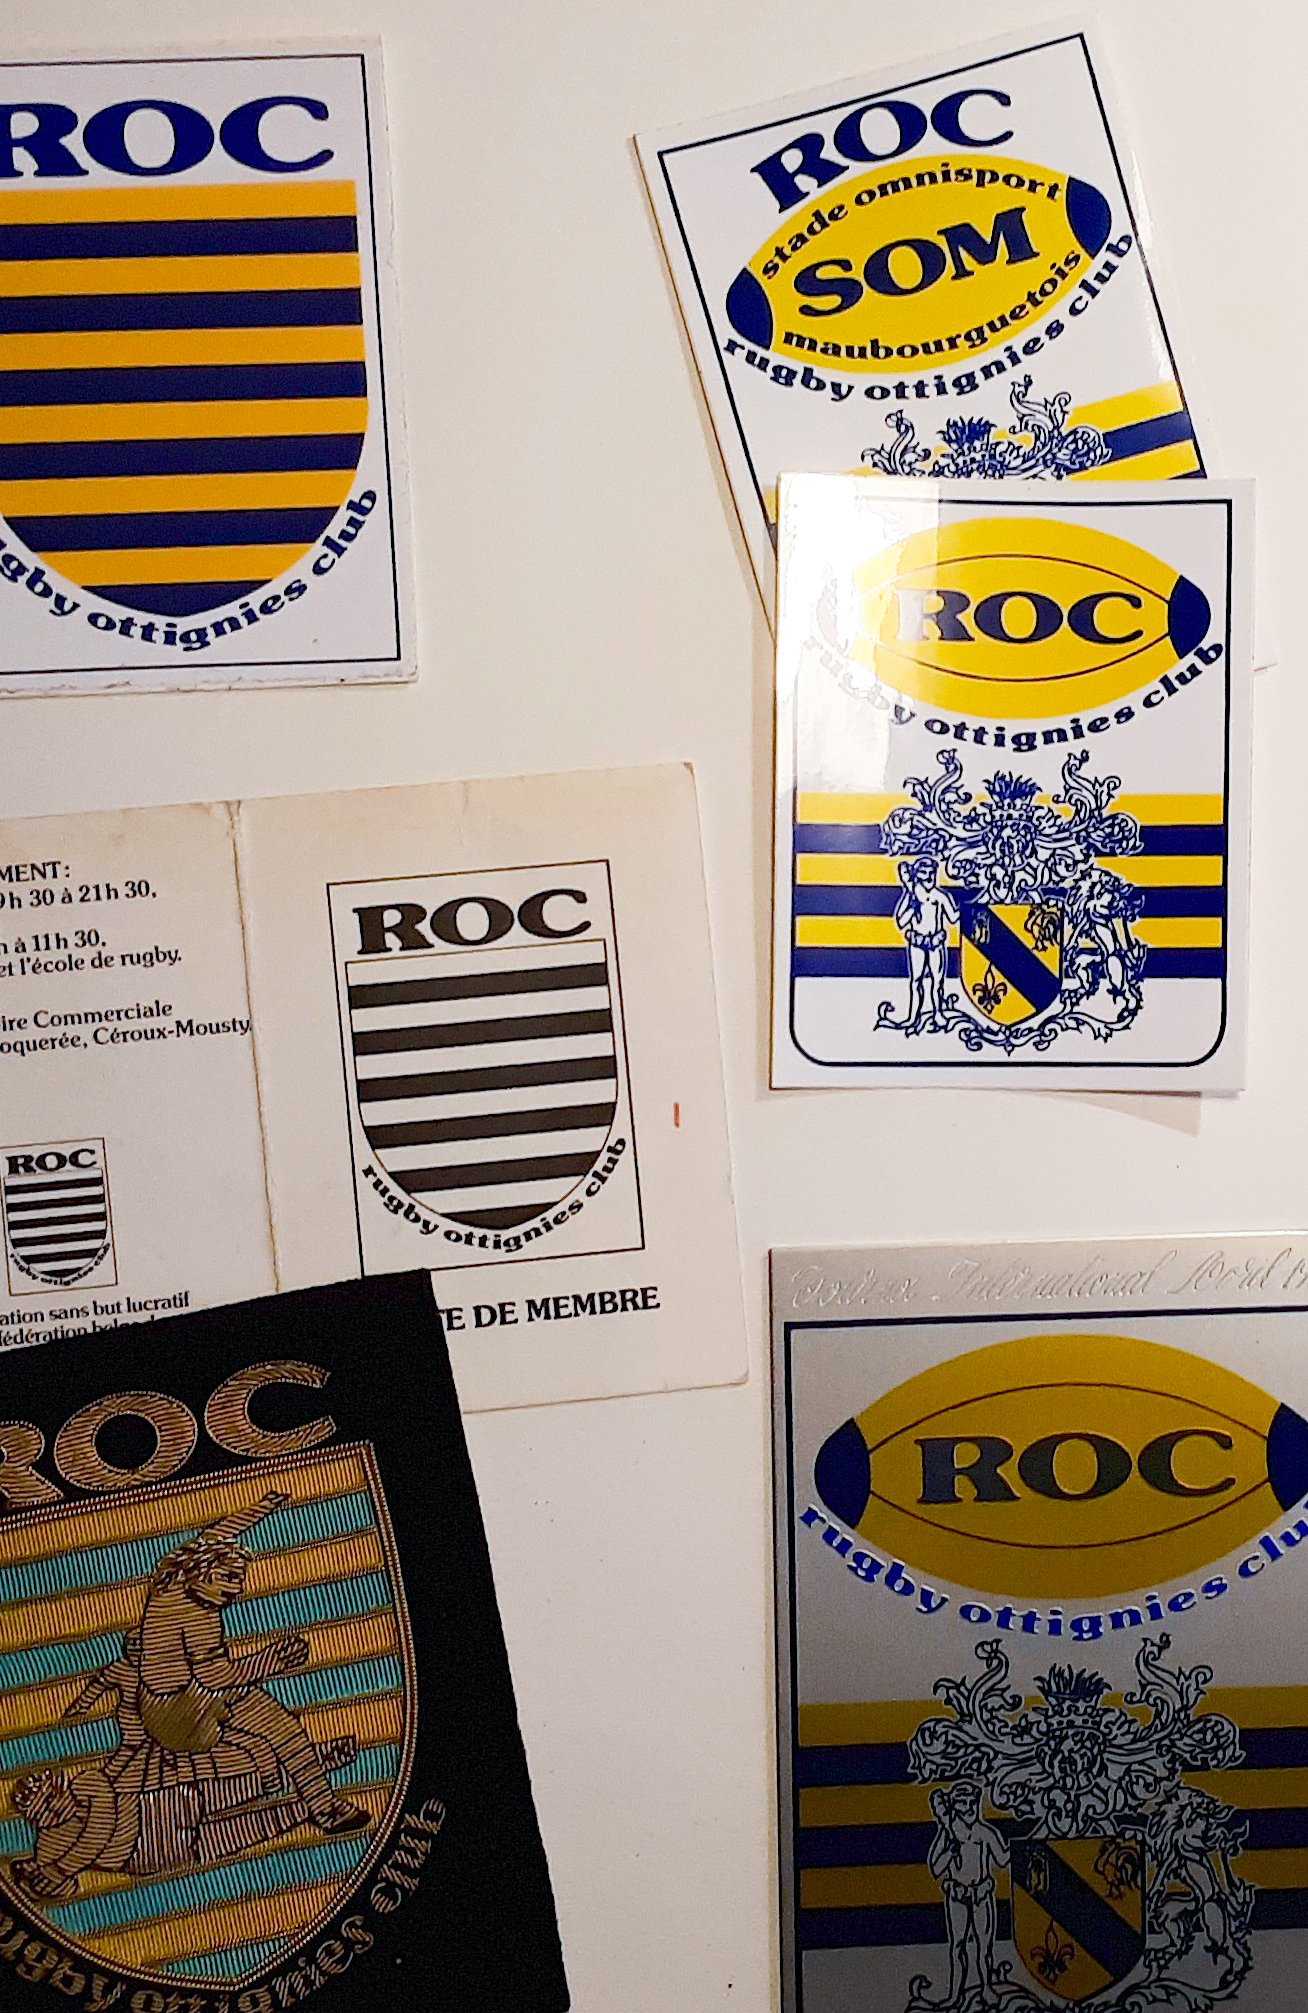 ROC
rugby ottignies club
ROC
stade omnisport
SOM
maubourguetois
rugby ottignies club
ROC
rugby ottignies club
MENT:
9h 30 à 21h 30.
à 11h 30.
et l'école de rugby.
ire Commerciale
oquerée, Céroux-Mousty
ROC
rugby ottignies club
ation sans but lucratif
fédération
ROC
rugby ottignies club
TE DE MEMBRE
ROC
rugby ottignies club
International
ROC
rugby ottignies clu